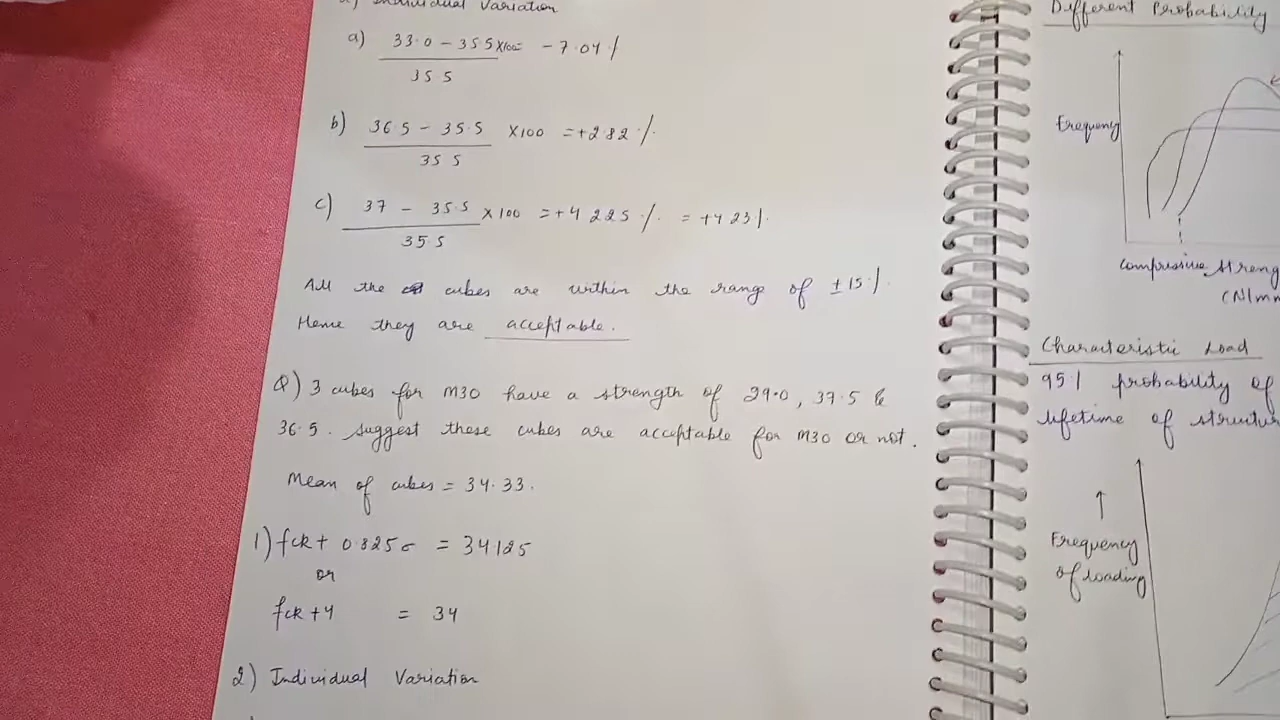 2) Individual Variation
a) 33.0 - 35.5 x100 = - 7.04 %
35 5
b) 36 5 - 35.5 X100 = +2.82 %.
35 5
c) 37 - 35.5 X 100 = +4 225 %. = +4 23 %.
35 5
All the cubes are within the range of ±15 %.
Hence they are acceptable.
Q) 3 cubes for M30 have a strength of 29.0, 37.5 &
36.5. Suggest these cubes are acceptable for M30 or not.
Mean of cubes = 34.33.
1) fck + 0.825σ = 34.125
or
fck + 4 = 34
2) Individual Variation
Different Probability
Frequency
Compressive Streng
(N/mm
Characteristic Load
95% probability of
lifetime of structur
Frequency
of loading